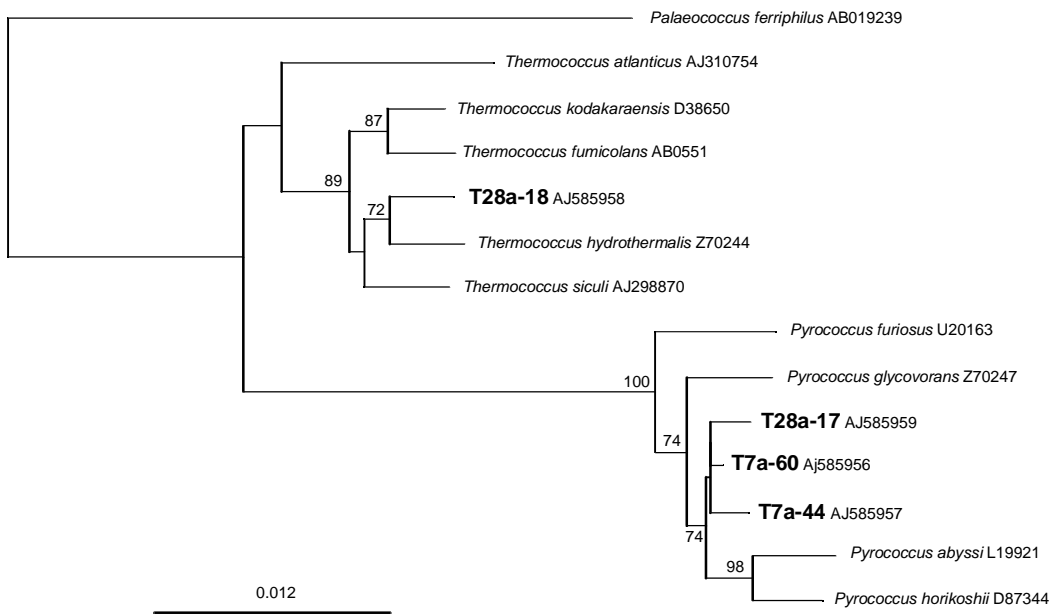 Palaeococcus ferriphilus AB019239
Thermococcus atlanticus AJ310754
Thermococcus kodakaraensis D38650
87
Thermococcus fumicolans AB0551
89
T28a-18 AJ585958
72
Thermococcus hydrothermalis Z70244
Thermococcus siculi AJ298870
Pyrococcus furiosus U20163
100
Pyrococcus glycovorans Z70247
T28a-17 AJ585959
74
T7a-60 Aj585956
T7a-44 AJ585957
74
Pyrococcus abyssi L19921
98
Pyrococcus horikoshii D87344
0.012